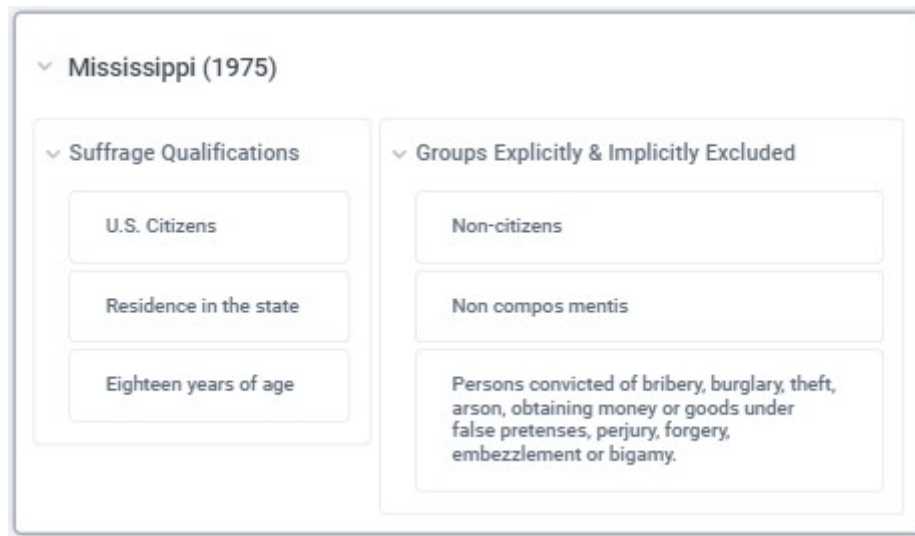 Mississippi (1975)
Suffrage Qualifications
U.S. Citizens
Residence in the state
Eighteen years of age
Groups Explicitly & Implicitly Excluded
Non-citizens
Non compos mentis
Persons convicted of bribery, burglary, theft,
arson, obtaining money or goods under
false pretenses, perjury, forgery,
embezzlement or bigamy.